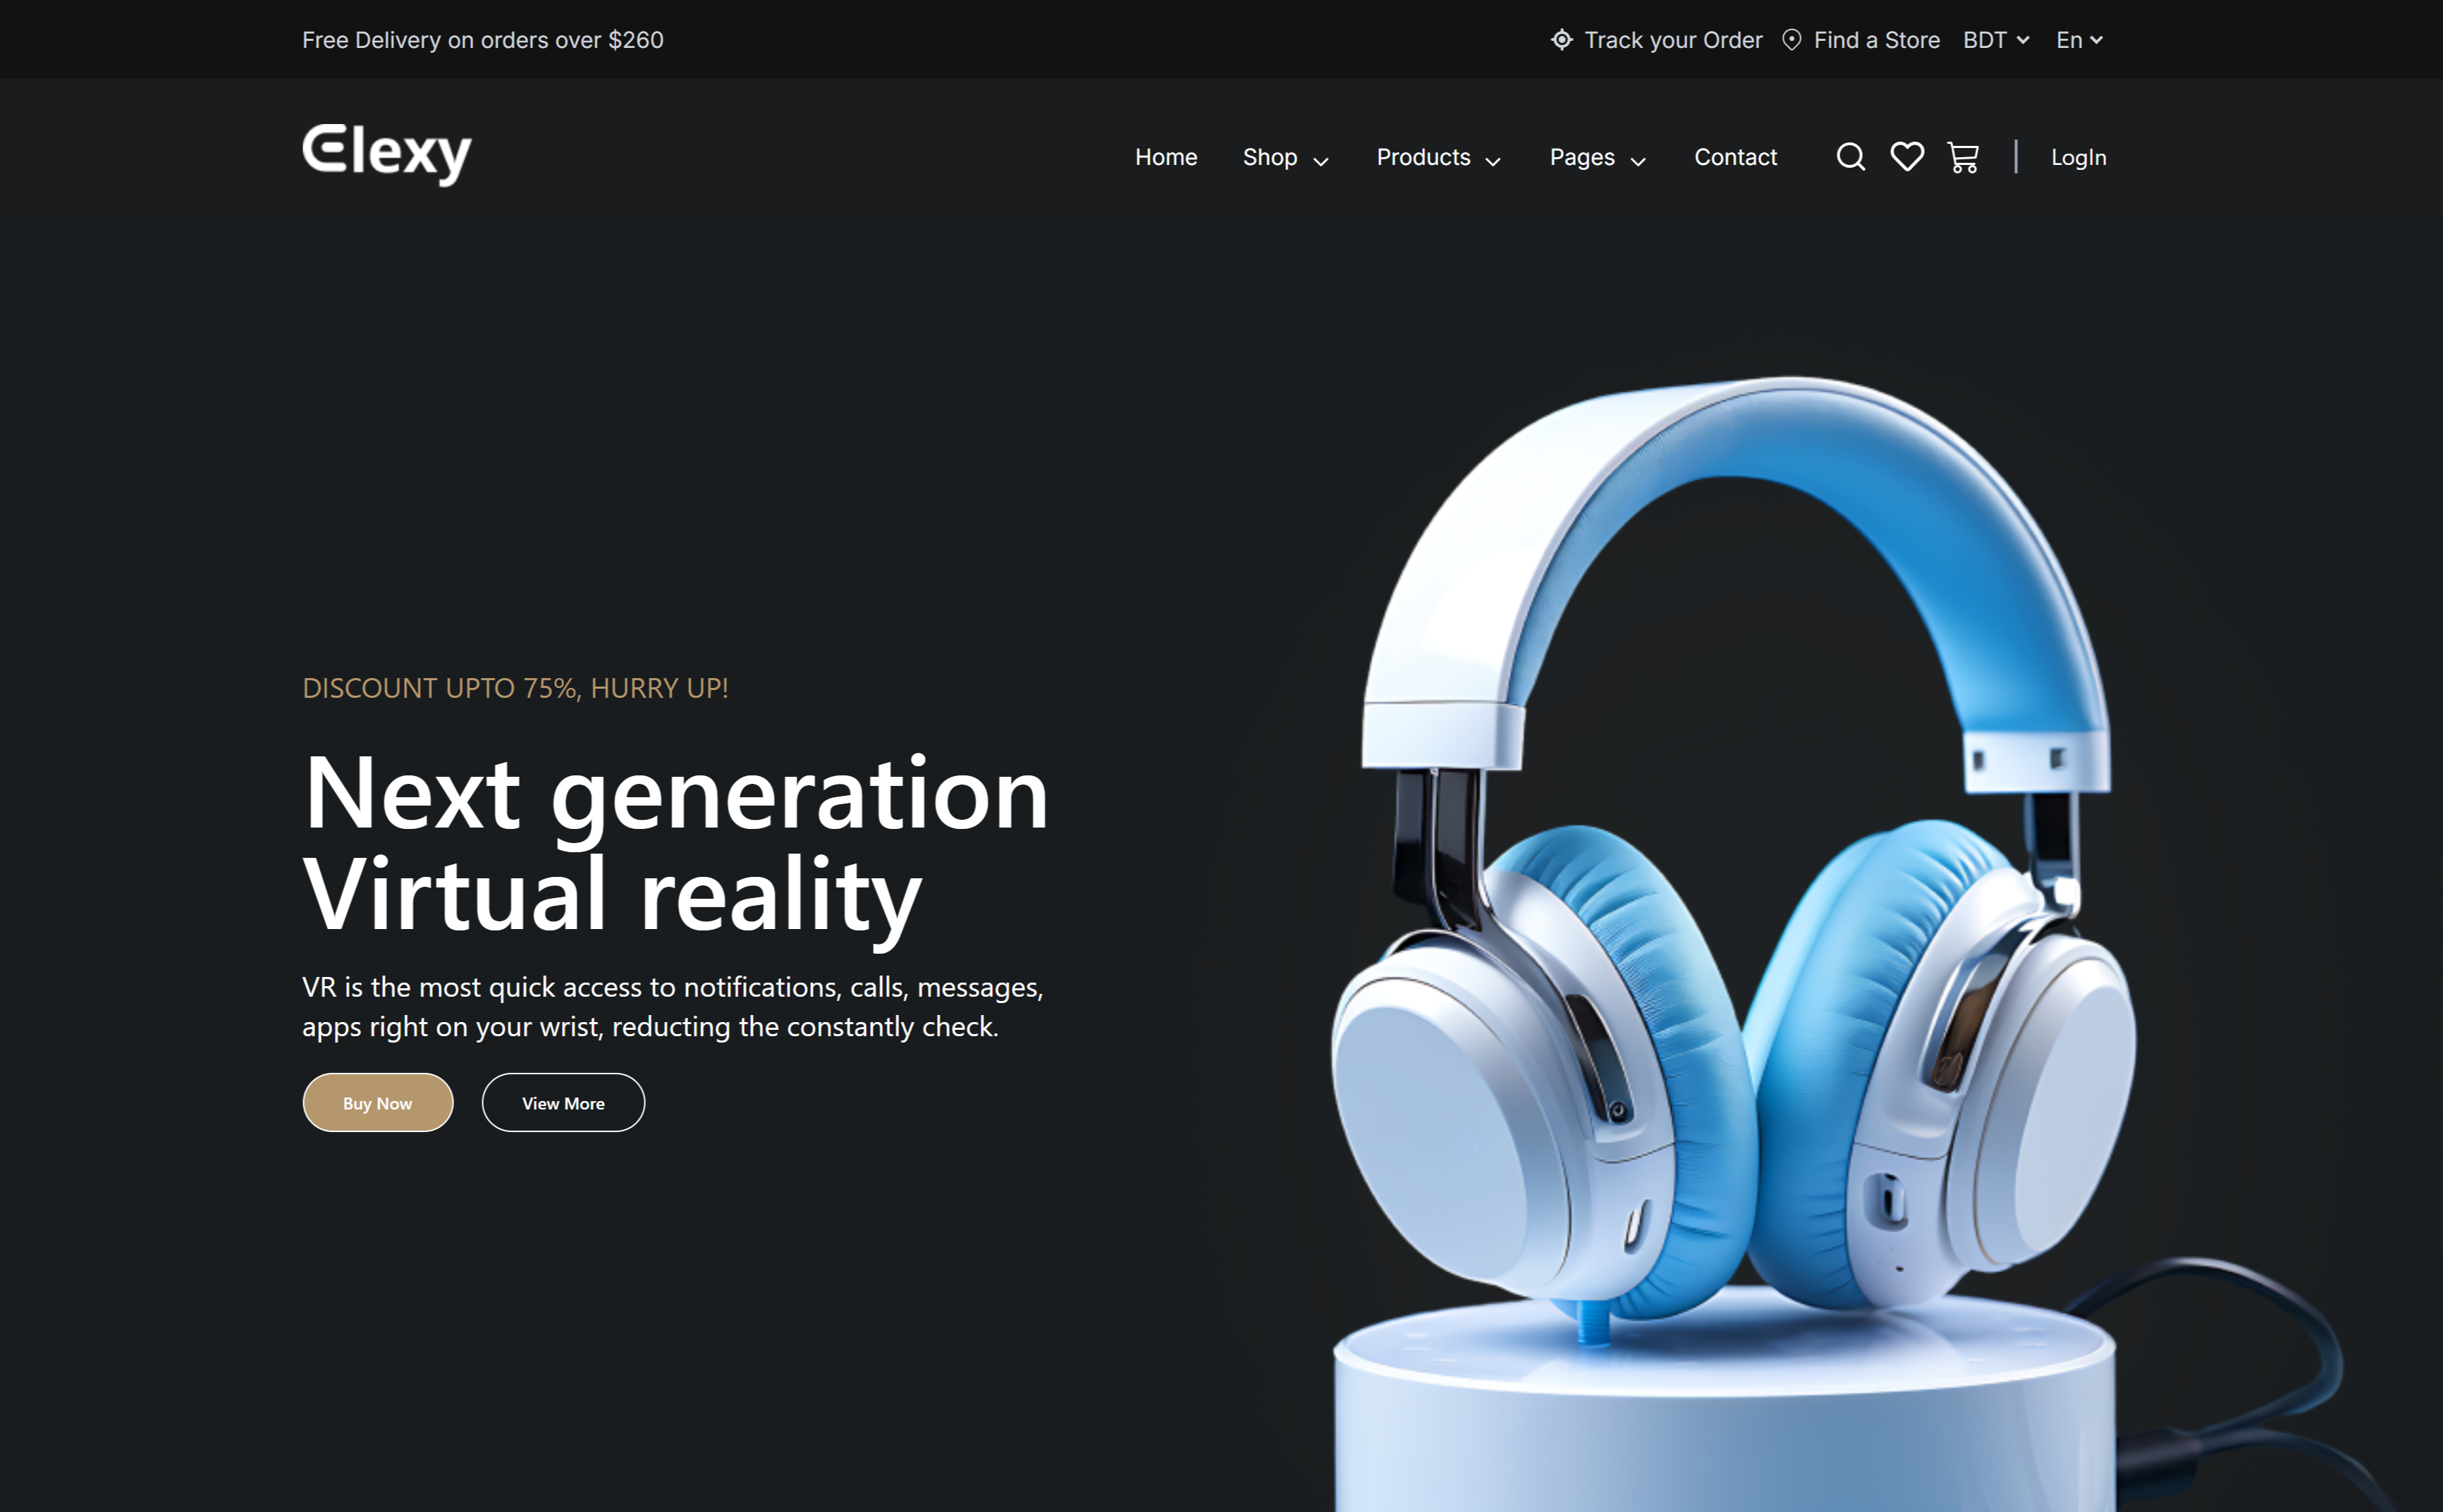 Free Delivery on orders over $260
Track your Order Find a Store BDT En
Elexy
Home Shop Products Pages Contact LogIn
DISCOUNT UPTO 75%, HURRY UP!
Next generation
Virtual reality
VR is the most quick access to notifications, calls, messages,
apps right on your wrist, reducting the constantly check.
Buy Now View More